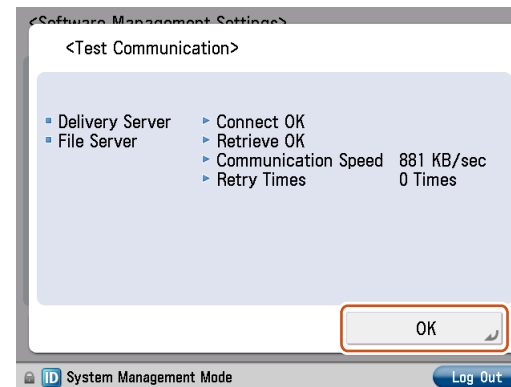 <Software Management Settings>
<Test Communication>
Delivery Server ▸ Connect OK
File Server ▸ Retrieve OK
▸ Communication Speed 881 KB/sec
▸ Retry Times 0 Times
OK
ID System Management Mode Log Out